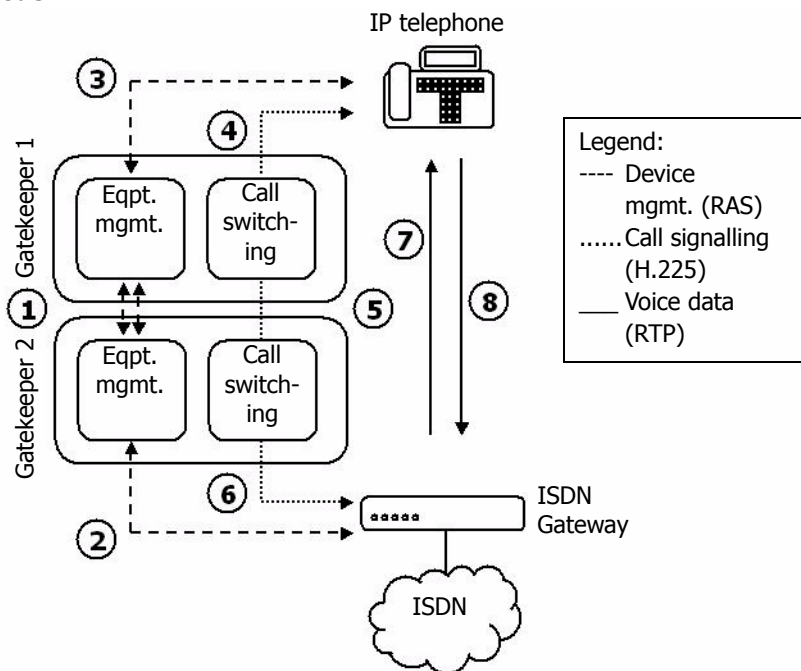 IP telephone
3
4
Gatekeeper 1
Eqpt.
mgmt.
Call
switch-
ing
Legend:
---- Device
mgmt. (RAS)
......Call signalling
(H.225)
___ Voice data
(RTP)
7
8
1
5
Gatekeeper 2
Eqpt.
mgmt.
Call
switch-
ing
6
2
ISDN
Gateway
ISDN